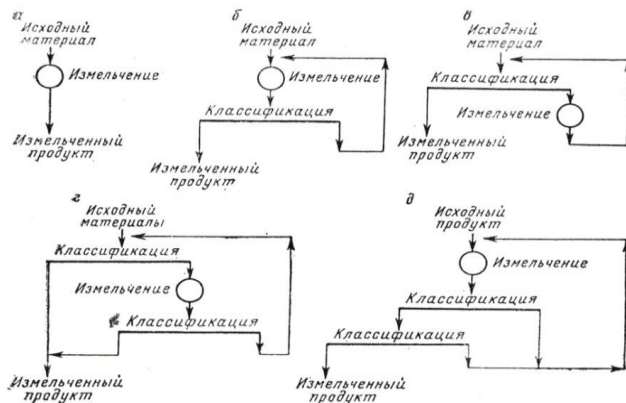 а
Исходный
материал
Измельчение
Измельченный
продукт
б
Исходный
материал
Измельчение
Классификация
Измельченный
продукт
в
Исходный
материал
Классификация
Измельчение
Измельченный
продукт
г
Исходный
материалы
Классификация
Измельчение
Классификация
Измельченный
продукт
д
Исходный
продукт
Измельчение
Классификация
Классификация
Измельченный
продукт